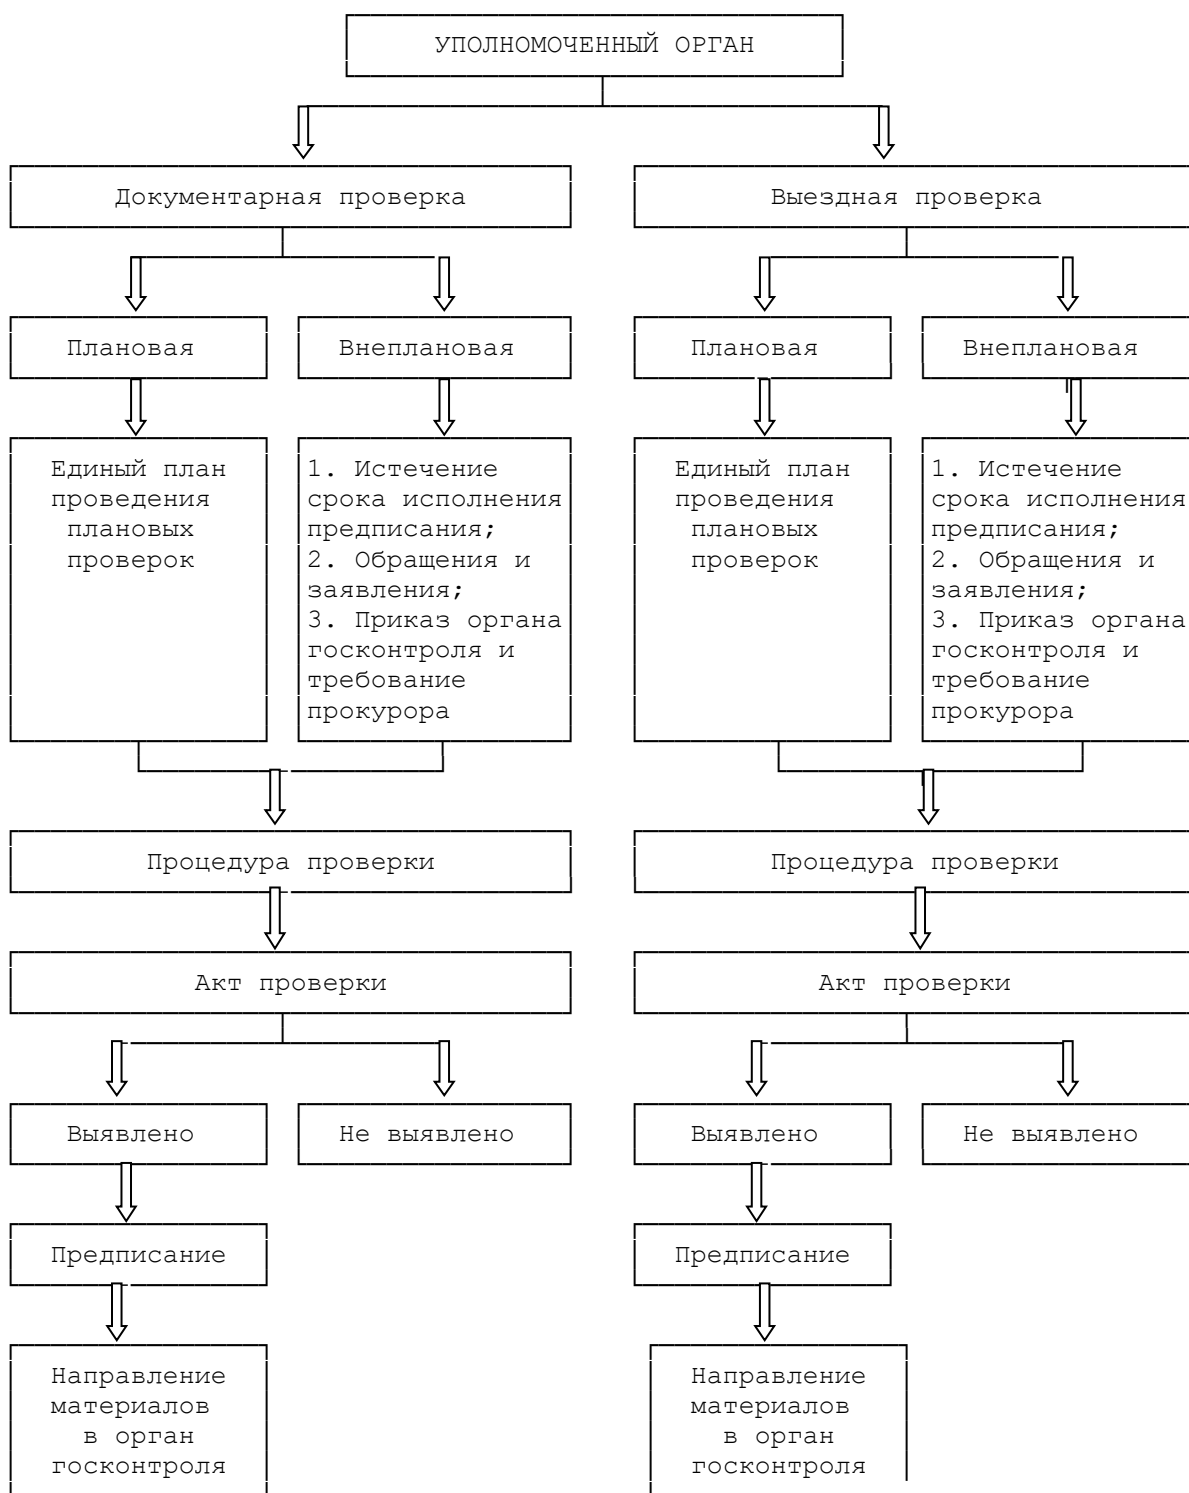 УПОЛНОМОЧЕННЫЙ ОРГАН
Документарная проверка
Выездная проверка
Плановая
Внеплановая
Плановая
Внеплановая
Единый план
проведения
плановых
проверок
1. Истечение
срока исполнения
предписания;
2. Обращения и
заявления;
3. Приказ органа
госконтроля и
требование
прокурора
Единый план
проведения
плановых
проверок
1. Истечение
срока исполнения
предписания;
2. Обращения и
заявления;
3. Приказ органа
госконтроля и
требование
прокурора
Процедура проверки
Процедура проверки
Акт проверки
Акт проверки
Выявлено
Не выявлено
Выявлено
Не выявлено
Предписание
Предписание
Направление
материалов
в орган
госконтроля
Направление
материалов
в орган
госконтроля